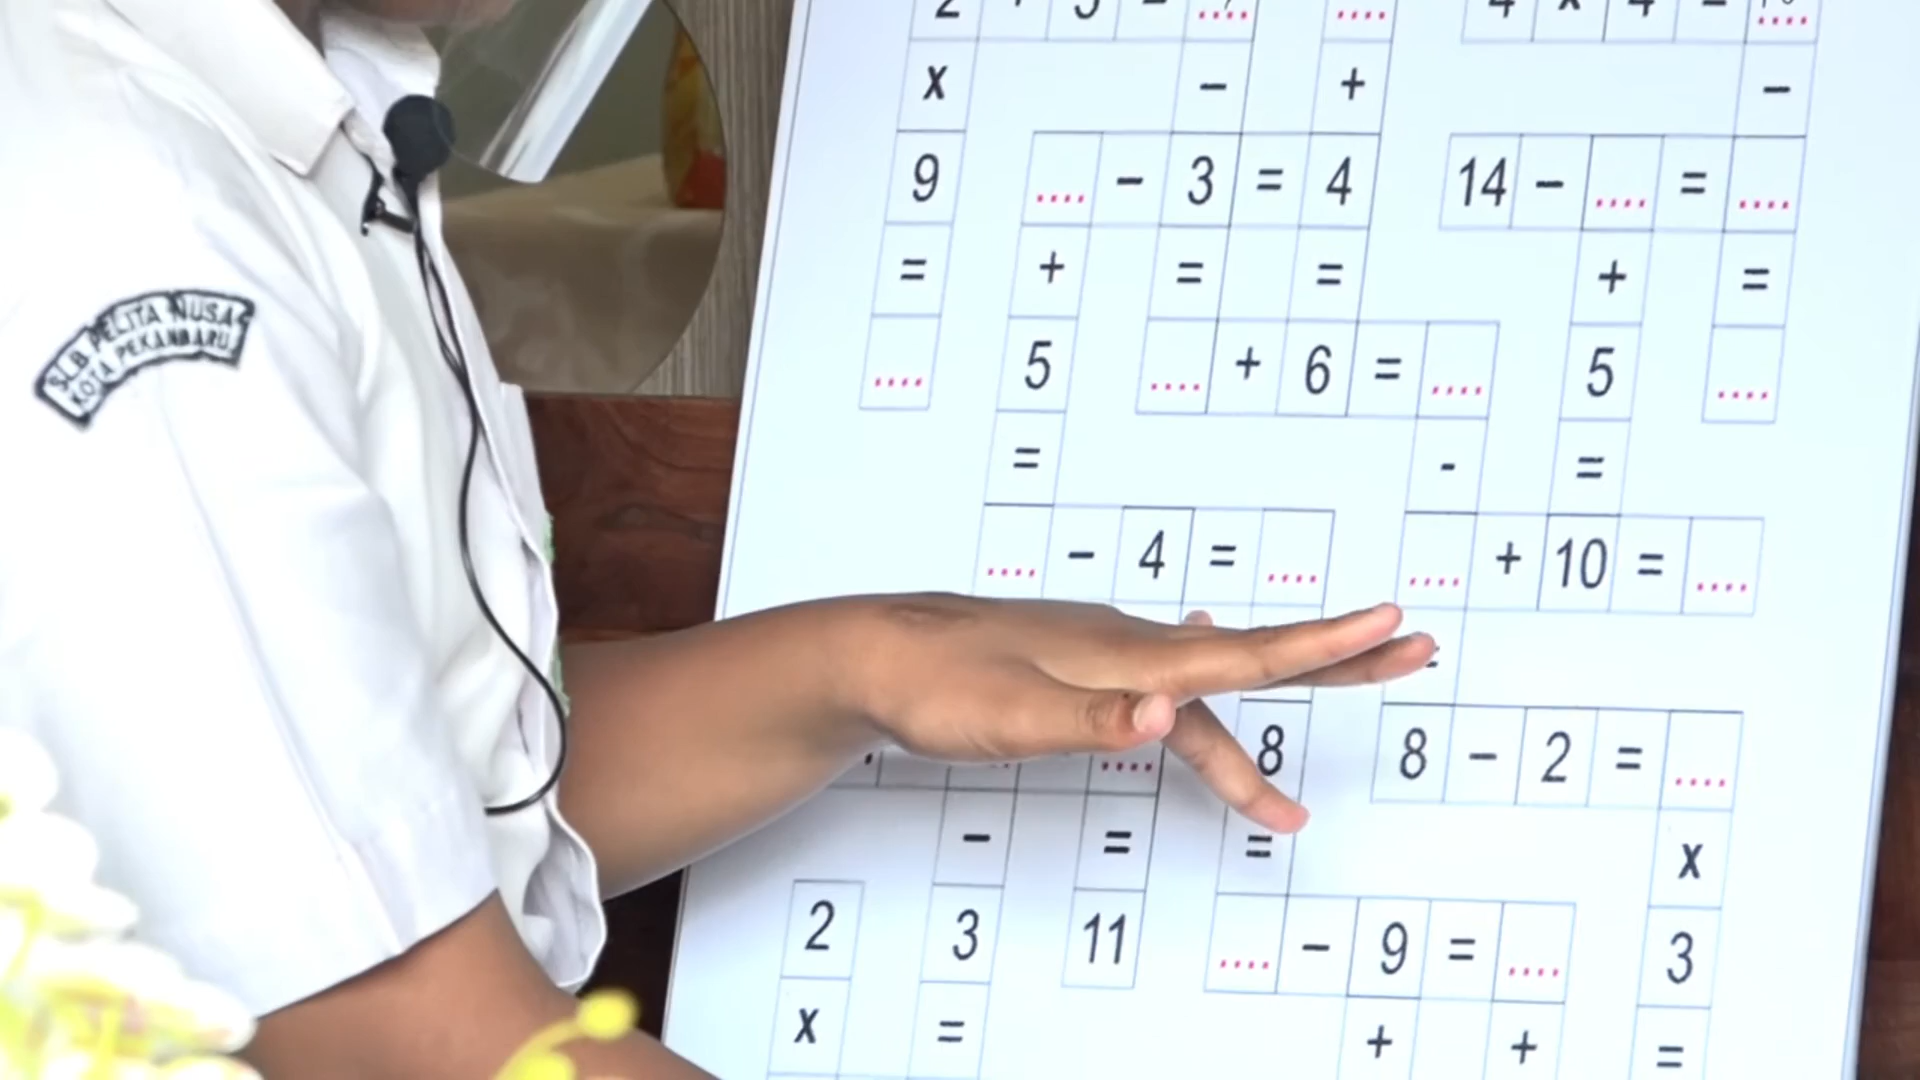 SLB PELITA NUSA
KOTA PEKANBARU
2 + 5 = .... .... 4 x 4 = ....
x − + −
9 .... − 3 = 4 14 − .... = ....
= + = = + =
.... 5 .... + 6 = .... 5 ....
= - =
.... − 4 = .... .... + 10 = ....
=
.... 8 8 − 2 = ....
− = = x
2 3 11 .... − 9 = .... 3
x = + + =